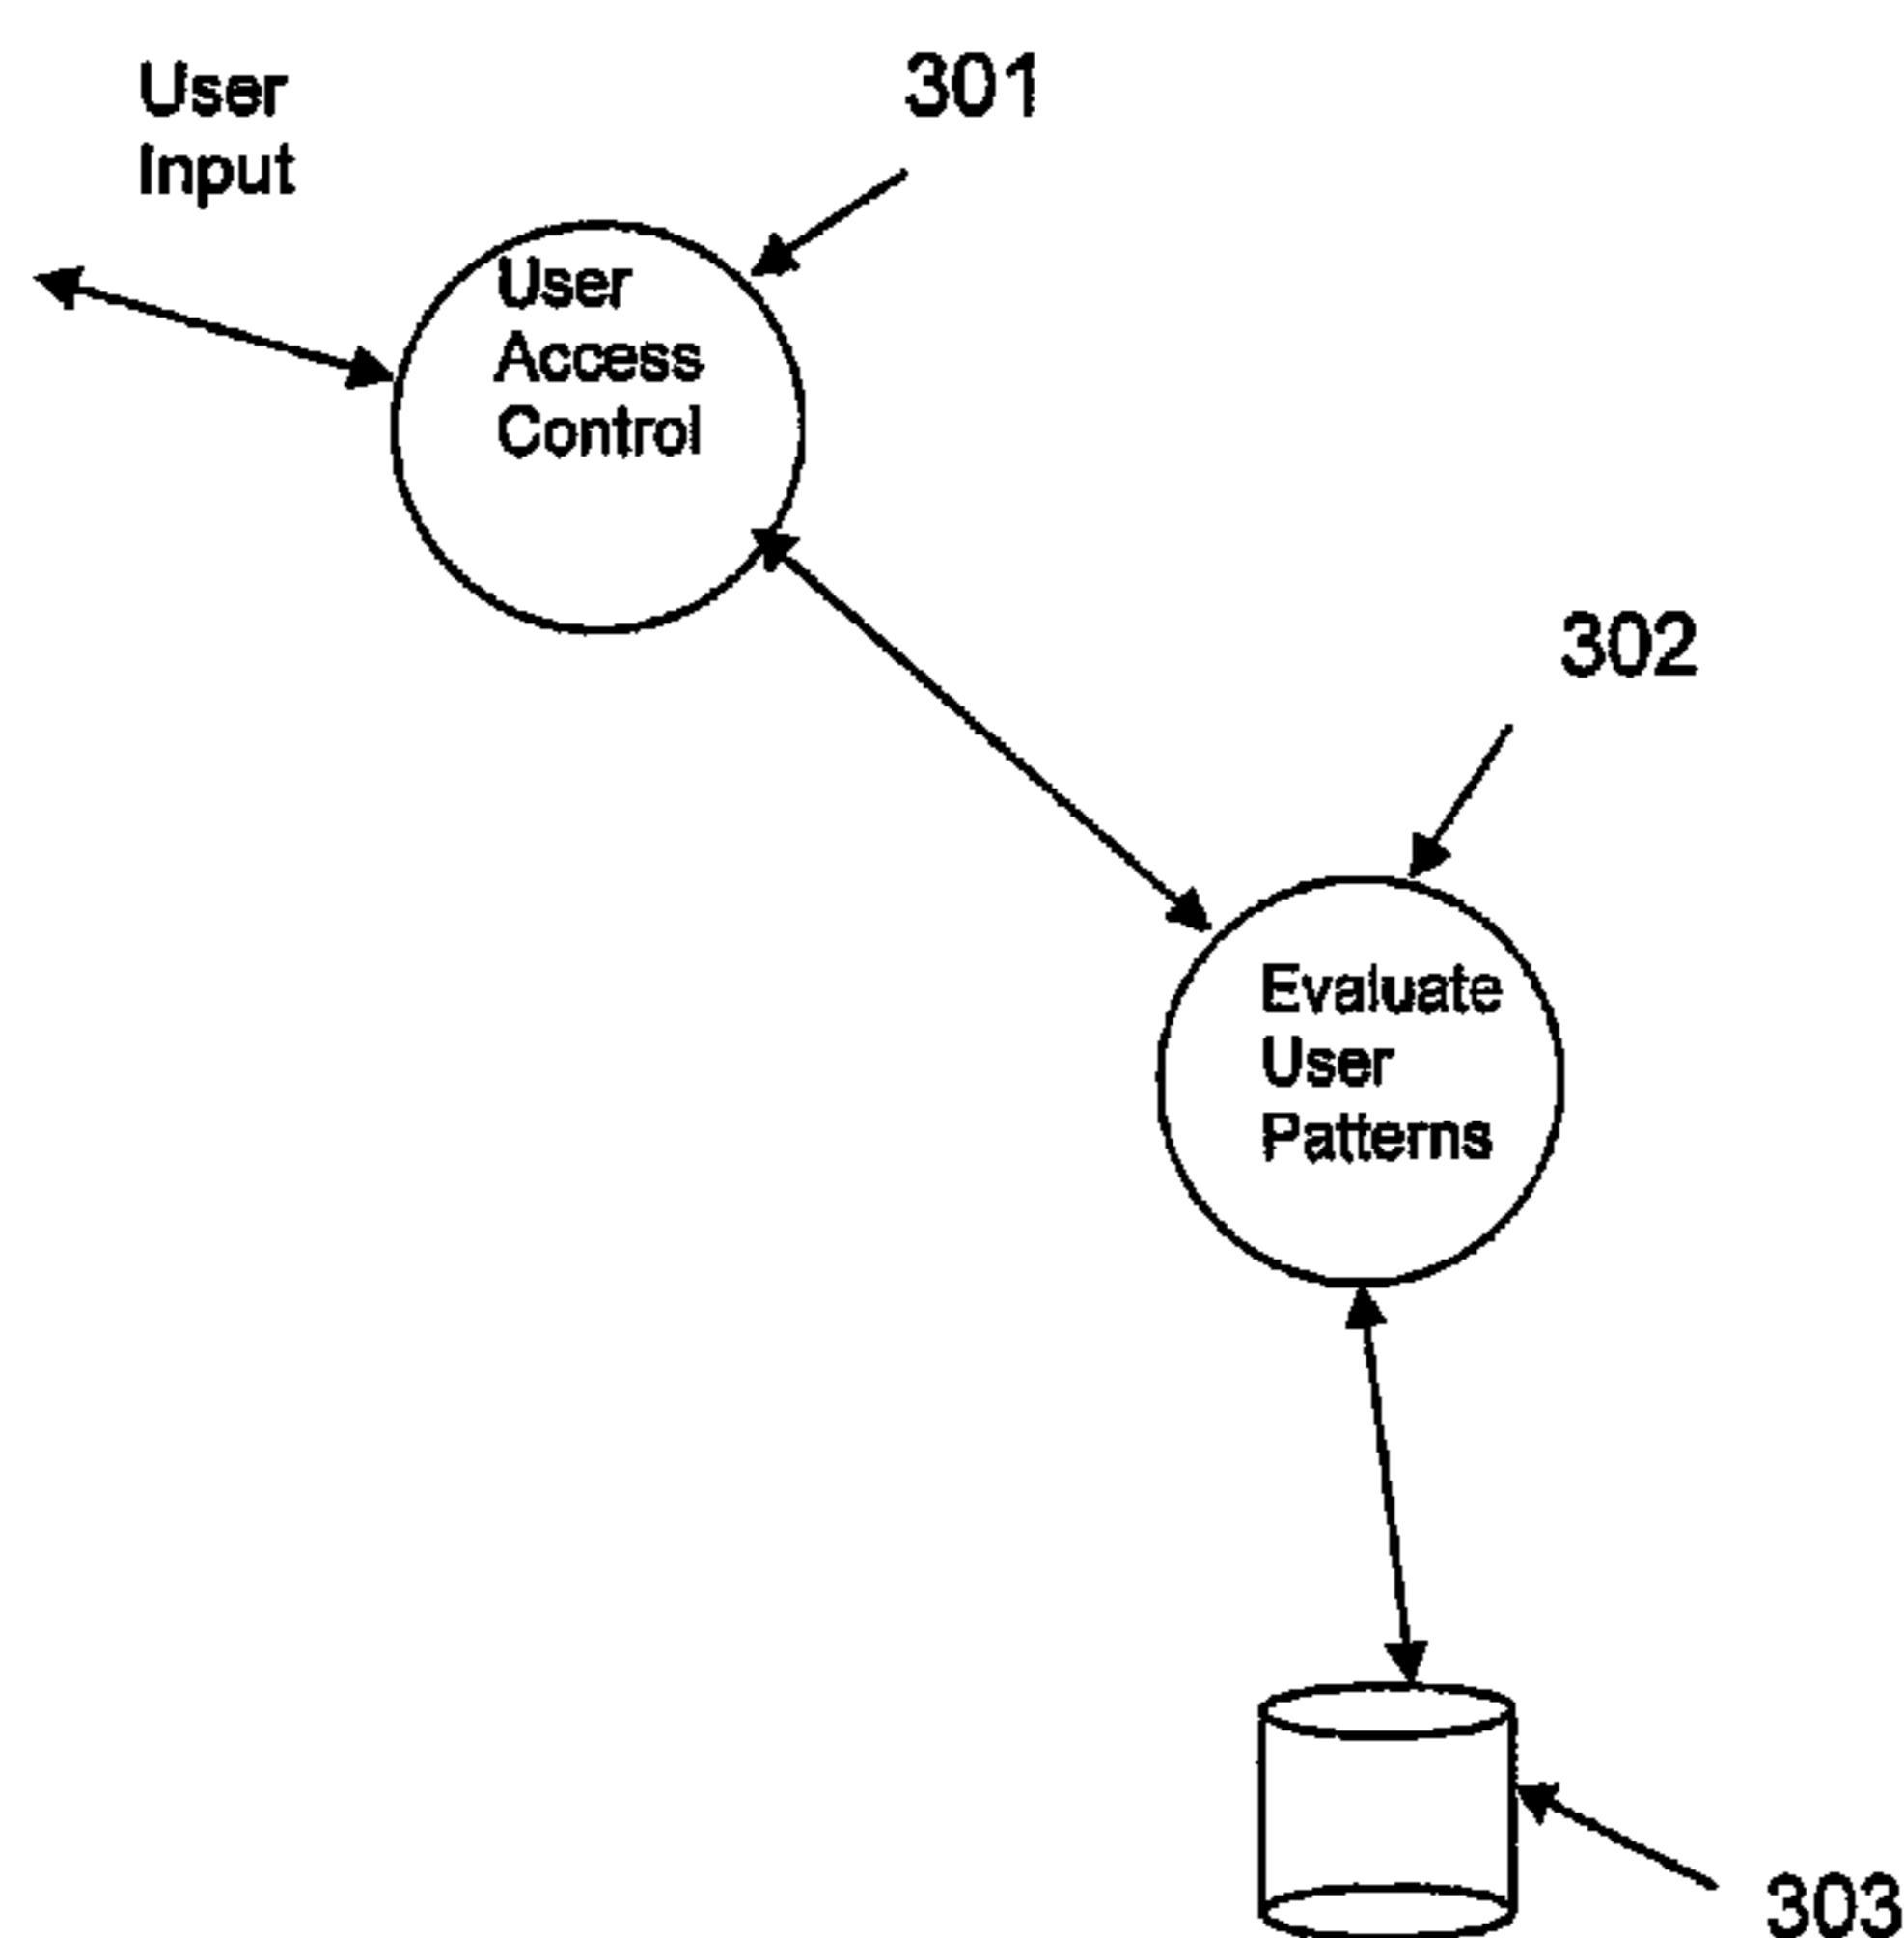 User
Input
301
User
Access
Control
302
Evaluate
User
Patterns
303